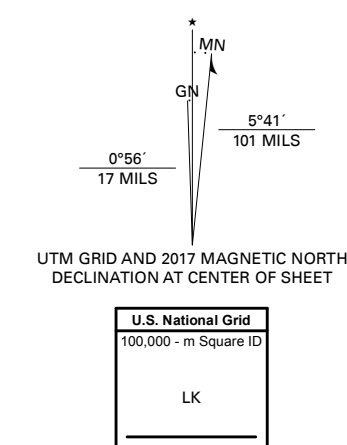 ★
MN
GN
5°41´
101 MILS
0°56´
17 MILS
UTM GRID AND 2017 MAGNETIC NORTH
DECLINATION AT CENTER OF SHEET
U.S. National Grid
100,000 - m Square ID
LK